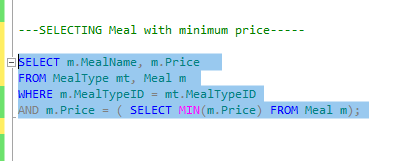 ---SELECTING Meal with minimum price-----
SELECT m.MealName, m.Price
FROM MealType mt, Meal m
WHERE m.MealTypeID = mt.MealTypeID
AND m.Price = ( SELECT MIN(m.Price) FROM Meal m);